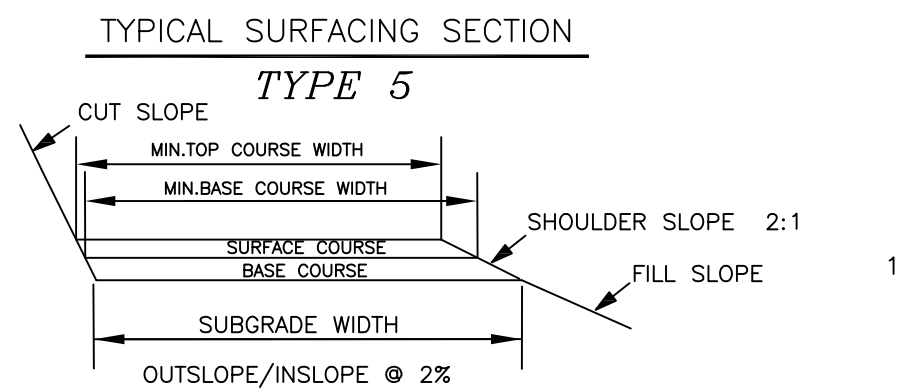 TYPICAL SURFACING SECTION
TYPE 5
CUT SLOPE
MIN.TOP COURSE WIDTH
MIN.BASE COURSE WIDTH
SHOULDER SLOPE 2:1
SURFACE COURSE
BASE COURSE
FILL SLOPE
1
SUBGRADE WIDTH
OUTSLOPE/INSLOPE @ 2%